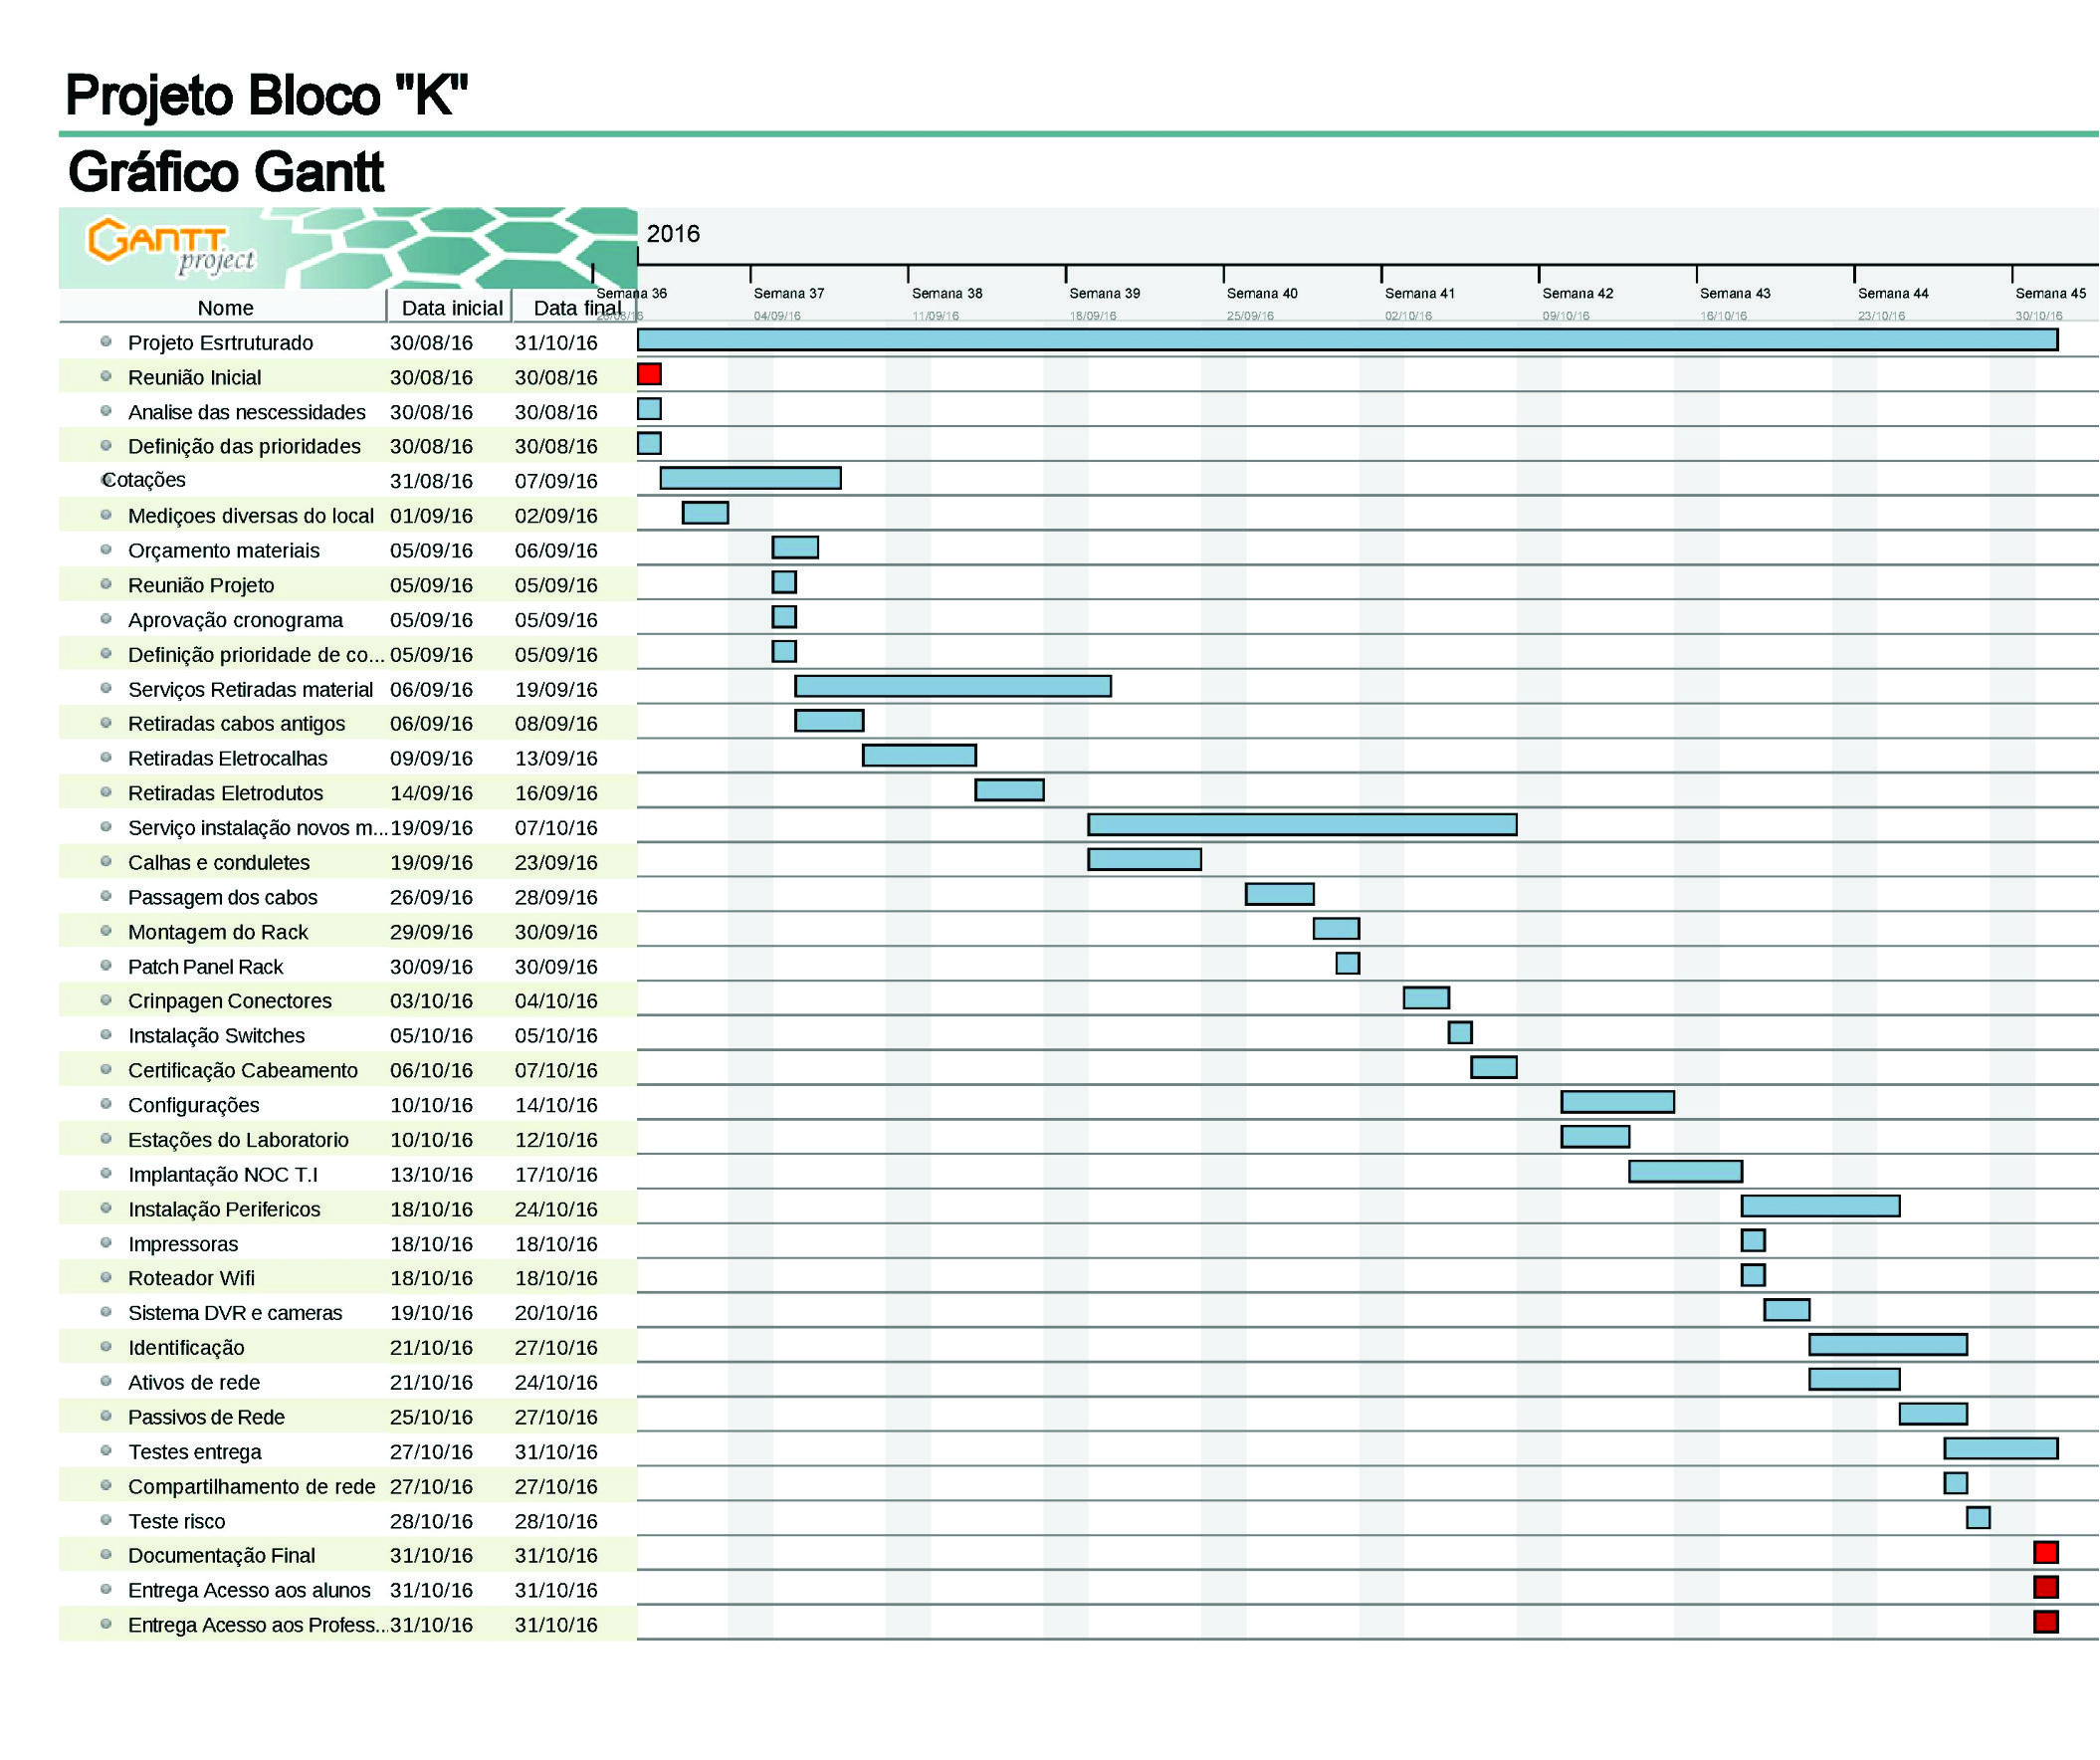 Projeto Bloco "K"
Gráfico Gantt
GANTT
project
2016
Semana 36 Semana 37 Semana 38 Semana 39 Semana 40 Semana 41 Semana 42 Semana 43 Semana 44 Semana 45
Nome Data inicial Data final 28/08/16 04/09/16 11/09/16 18/09/16 25/09/16 02/10/16 09/10/16 16/10/16 23/10/16 30/10/16
Projeto Esrtruturado 30/08/16 31/10/16
Reunião Inicial 30/08/16 30/08/16
Analise das nescessidades 30/08/16 30/08/16
Definição das prioridades 30/08/16 30/08/16
Cotações 31/08/16 07/09/16
Mediçoes diversas do local 01/09/16 02/09/16
Orçamento materiais 05/09/16 06/09/16
Reunião Projeto 05/09/16 05/09/16
Aprovação cronograma 05/09/16 05/09/16
Definição prioridade de co... 05/09/16 05/09/16
Serviços Retiradas material 06/09/16 19/09/16
Retiradas cabos antigos 06/09/16 08/09/16
Retiradas Eletrocalhas 09/09/16 13/09/16
Retiradas Eletrodutos 14/09/16 16/09/16
Serviço instalação novos m... 19/09/16 07/10/16
Calhas e conduletes 19/09/16 23/09/16
Passagem dos cabos 26/09/16 28/09/16
Montagem do Rack 29/09/16 30/09/16
Patch Panel Rack 30/09/16 30/09/16
Crinpagen Conectores 03/10/16 04/10/16
Instalação Switches 05/10/16 05/10/16
Certificação Cabeamento 06/10/16 07/10/16
Configurações 10/10/16 14/10/16
Estações do Laboratorio 10/10/16 12/10/16
Implantação NOC T.I 13/10/16 17/10/16
Instalação Perifericos 18/10/16 24/10/16
Impressoras 18/10/16 18/10/16
Roteador Wifi 18/10/16 18/10/16
Sistema DVR e cameras 19/10/16 20/10/16
Identificação 21/10/16 27/10/16
Ativos de rede 21/10/16 24/10/16
Passivos de Rede 25/10/16 27/10/16
Testes entrega 27/10/16 31/10/16
Compartilhamento de rede 27/10/16 27/10/16
Teste risco 28/10/16 28/10/16
Documentação Final 31/10/16 31/10/16
Entrega Acesso aos alunos 31/10/16 31/10/16
Entrega Acesso aos Profess... 31/10/16 31/10/16